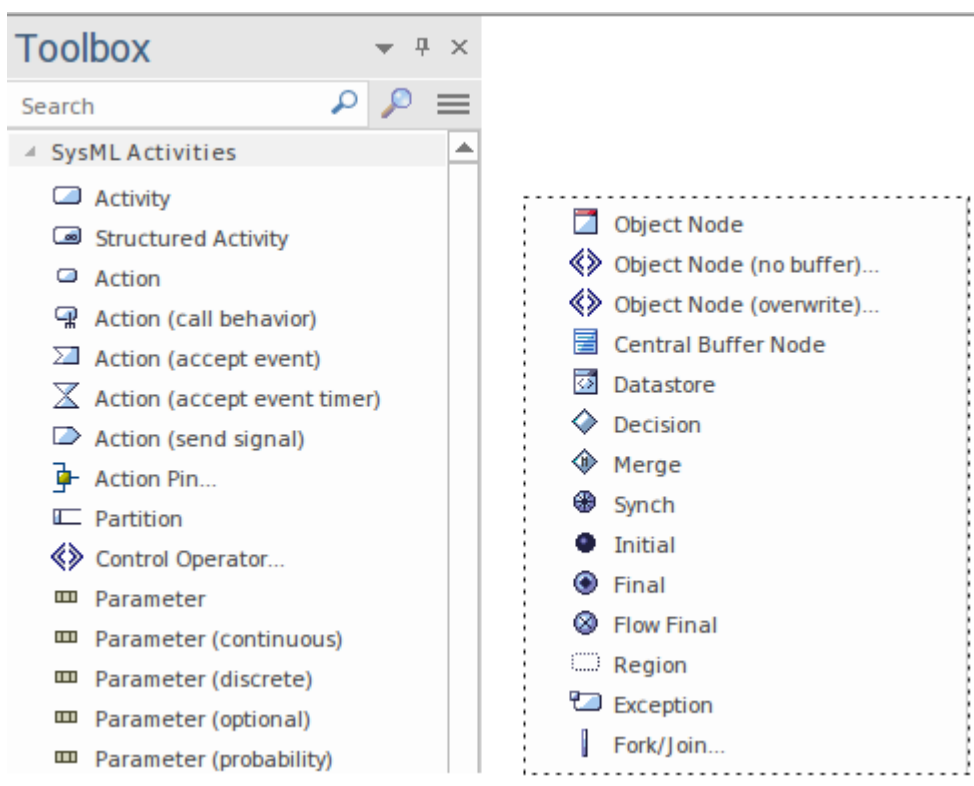 Toolbox
Search
SysML Activities
Activity
Structured Activity
Action
Action (call behavior)
Action (accept event)
Action (accept event timer)
Action (send signal)
Action Pin...
Partition
Control Operator...
Parameter
Parameter (continuous)
Parameter (discrete)
Parameter (optional)
Parameter (probability)
Object Node
Object Node (no buffer)...
Object Node (overwrite)...
Central Buffer Node
Datastore
Decision
Merge
Synch
Initial
Final
Flow Final
Region
Exception
Fork/Join...